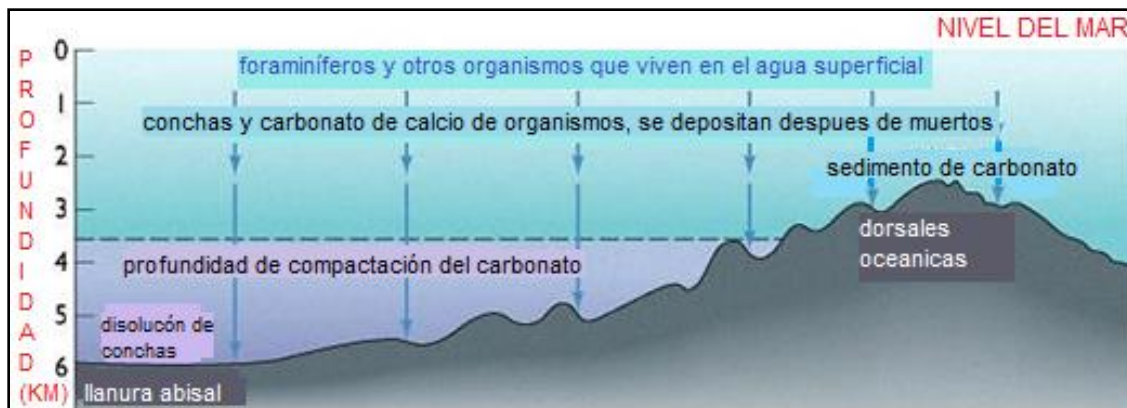 NIVEL DEL MAR
PROFUNDIDAD (KM)
0
1
2
3
4
5
6
foraminíferos y otros organismos que viven en el agua superficial
conchas y carbonato de calcio de organismos, se depositan despues de muertos
sedimento de carbonato
dorsales
oceanicas
profundidad de compactación del carbonato
disolucón de
conchas
llanura abisal